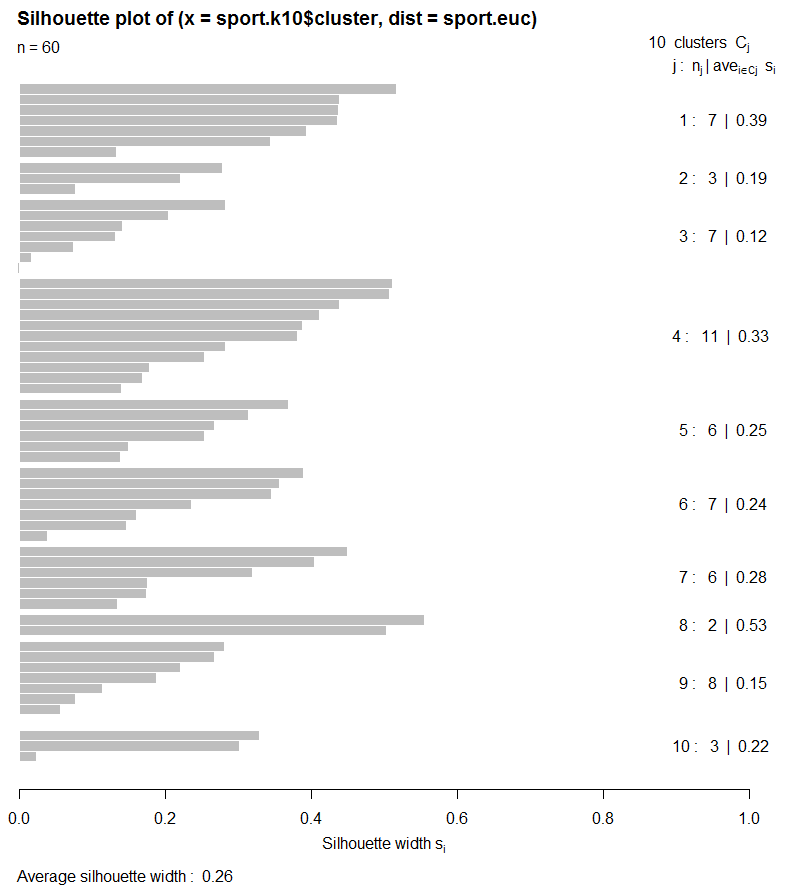 Silhouette plot of (x = sport.k10$cluster, dist = sport.euc)
n = 60
10 clusters Cj
j : nj | avei∈Cj si
1 : 7 | 0.39
2 : 3 | 0.19
3 : 7 | 0.12
4 : 11 | 0.33
5 : 6 | 0.25
6 : 7 | 0.24
7 : 6 | 0.28
8 : 2 | 0.53
9 : 8 | 0.15
10 : 3 | 0.22
0.0 0.2 0.4 0.6 0.8 1.0
Silhouette width si
Average silhouette width : 0.26